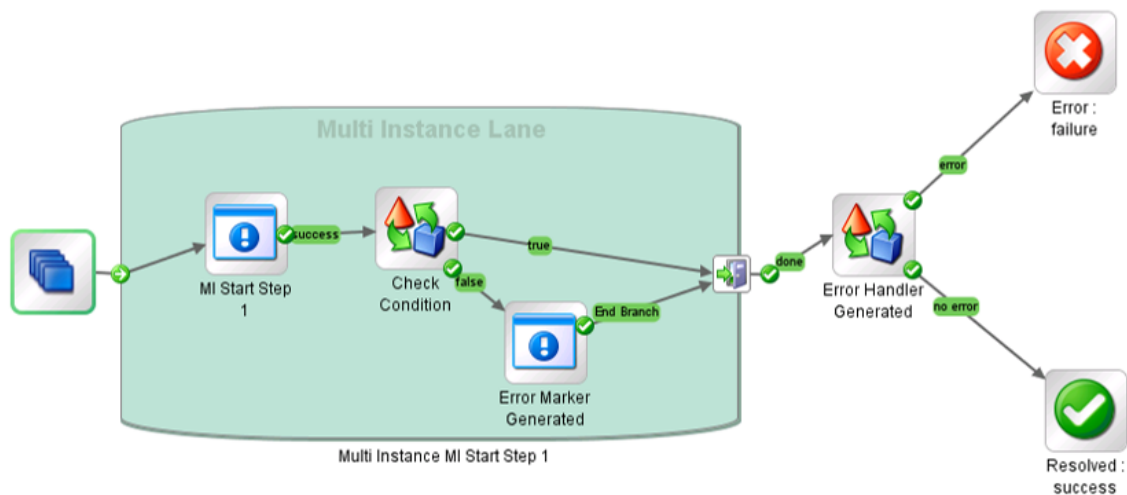 Multi Instance Lane
success
MI Start Step
1
Check
Condition
true
false
End Branch
Error Marker
Generated
Multi Instance MI Start Step 1
done
Error Handler
Generated
error
no error
Error :
failure
Resolved :
success